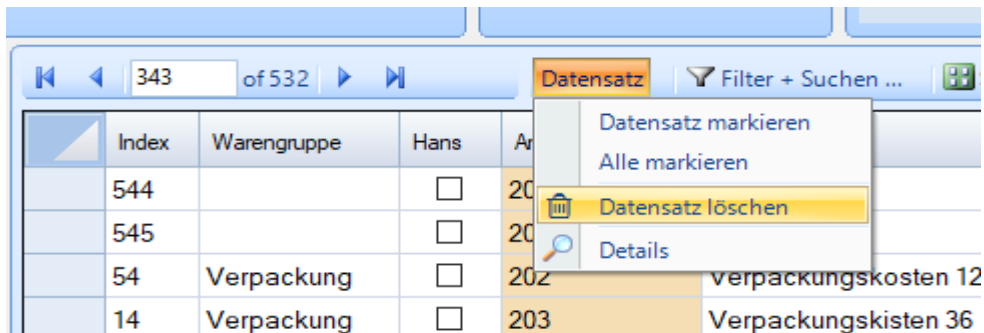 343 of 532 Datensatz Filter + Suchen ...
Datensatz markieren
Alle markieren
Datensatz löschen
Details
Index Warengruppe Hans
544
545
54 Verpackung 202 Verpackungskosten 12
14 Verpackung 203 Verpackungskisten 36